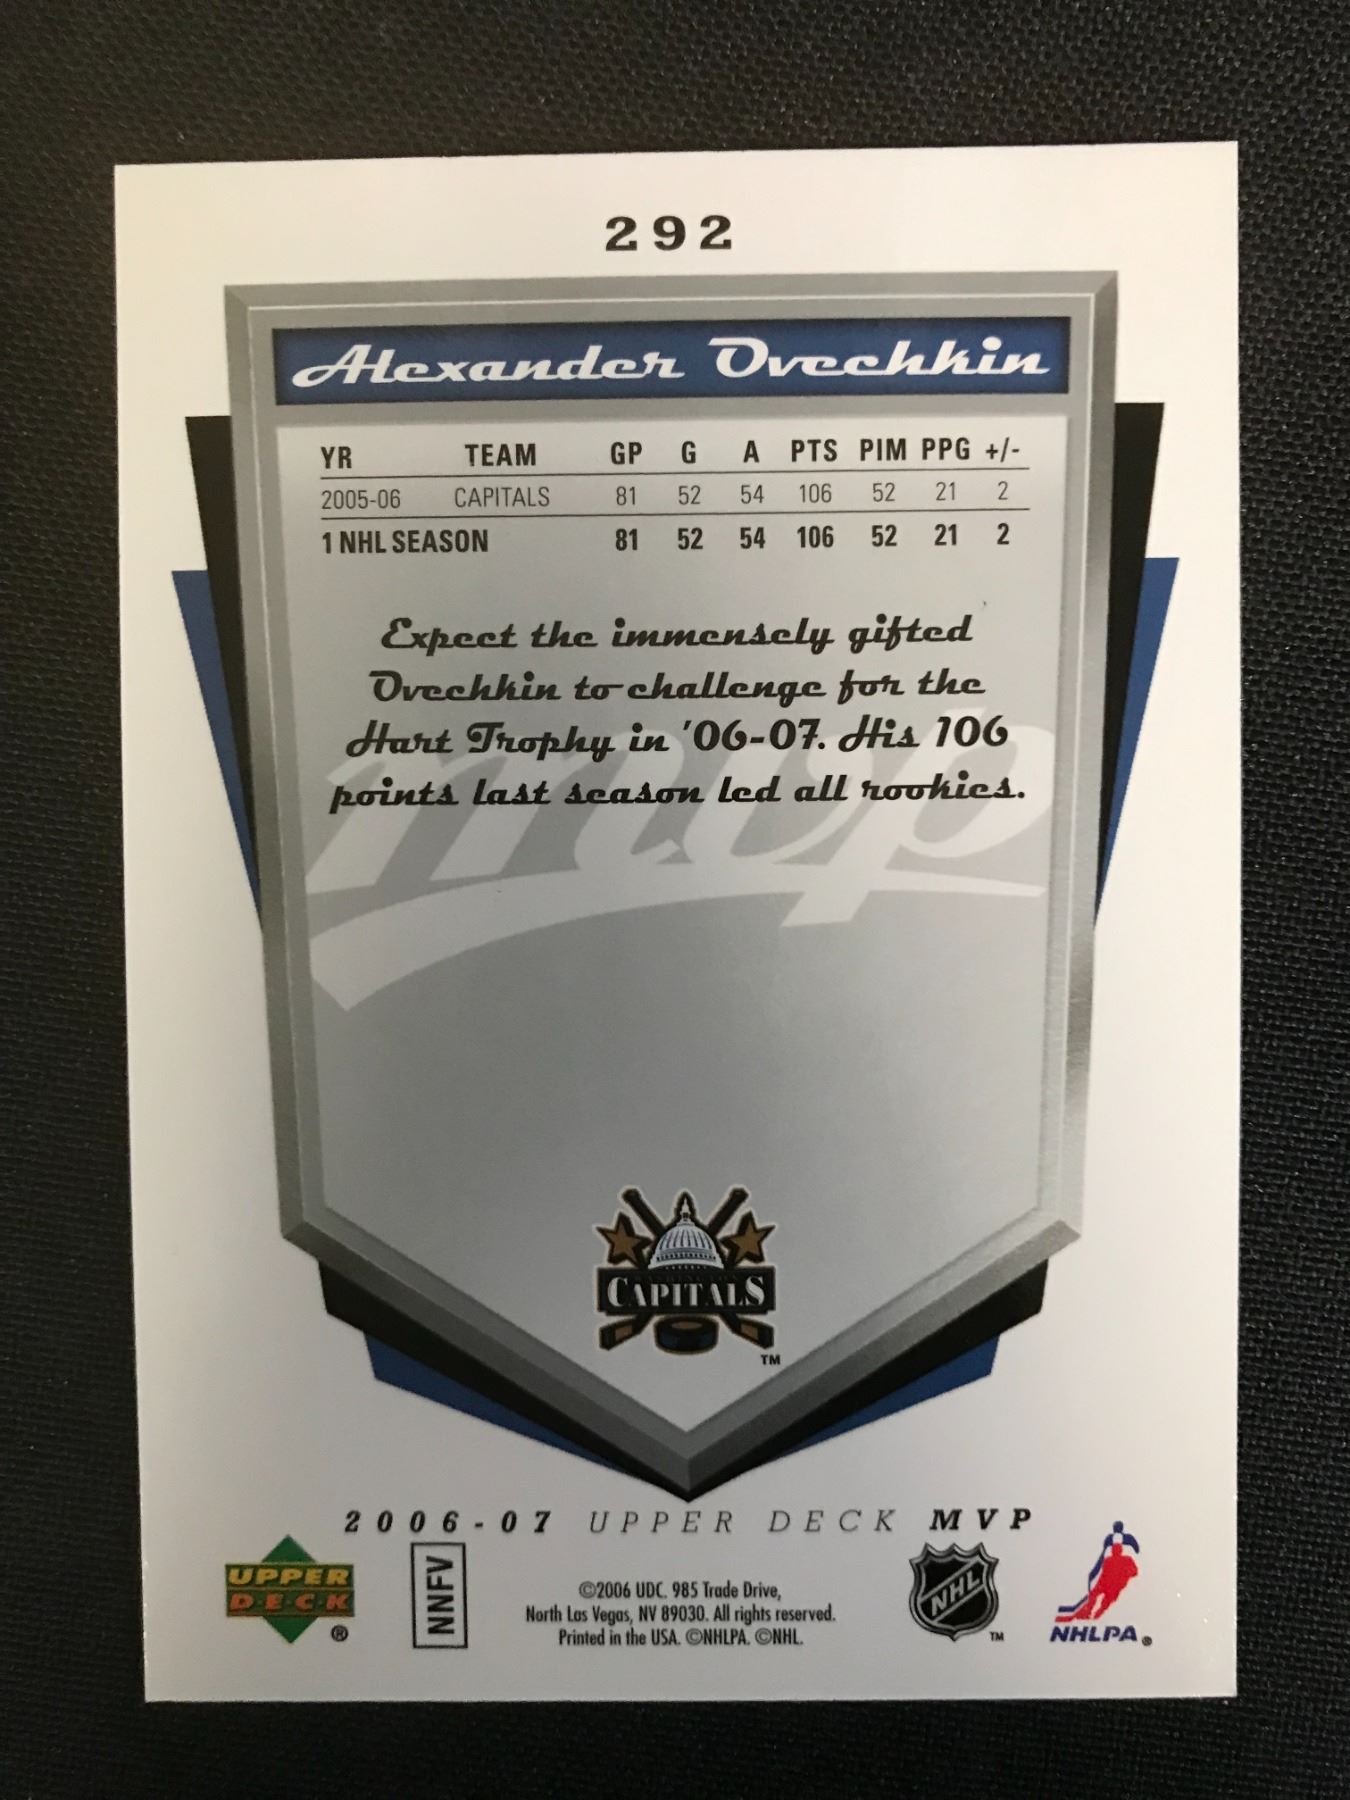 292
Alexander Ovechkin
YR TEAM GP G A PTS PIM PPG +/-
2005-06 CAPITALS 81 52 54 106 52 21 2
1 NHL SEASON 81 52 54 106 52 21 2
Expect the immensely gifted
Ovechkin to challenge for the
Hart Trophy in '06-07. His 106
points last season led all rookies.
mvp
CAPITALS
TM
2006-07 UPPER DECK MVP
UPPER
D·E·C·K
®
NNFV
©2006 UDC. 985 Trade Drive,
North Las Vegas, NV 89030. All rights reserved.
Printed in the USA. ©NHLPA. ©NHL.
NHL
TM
NHLPA®